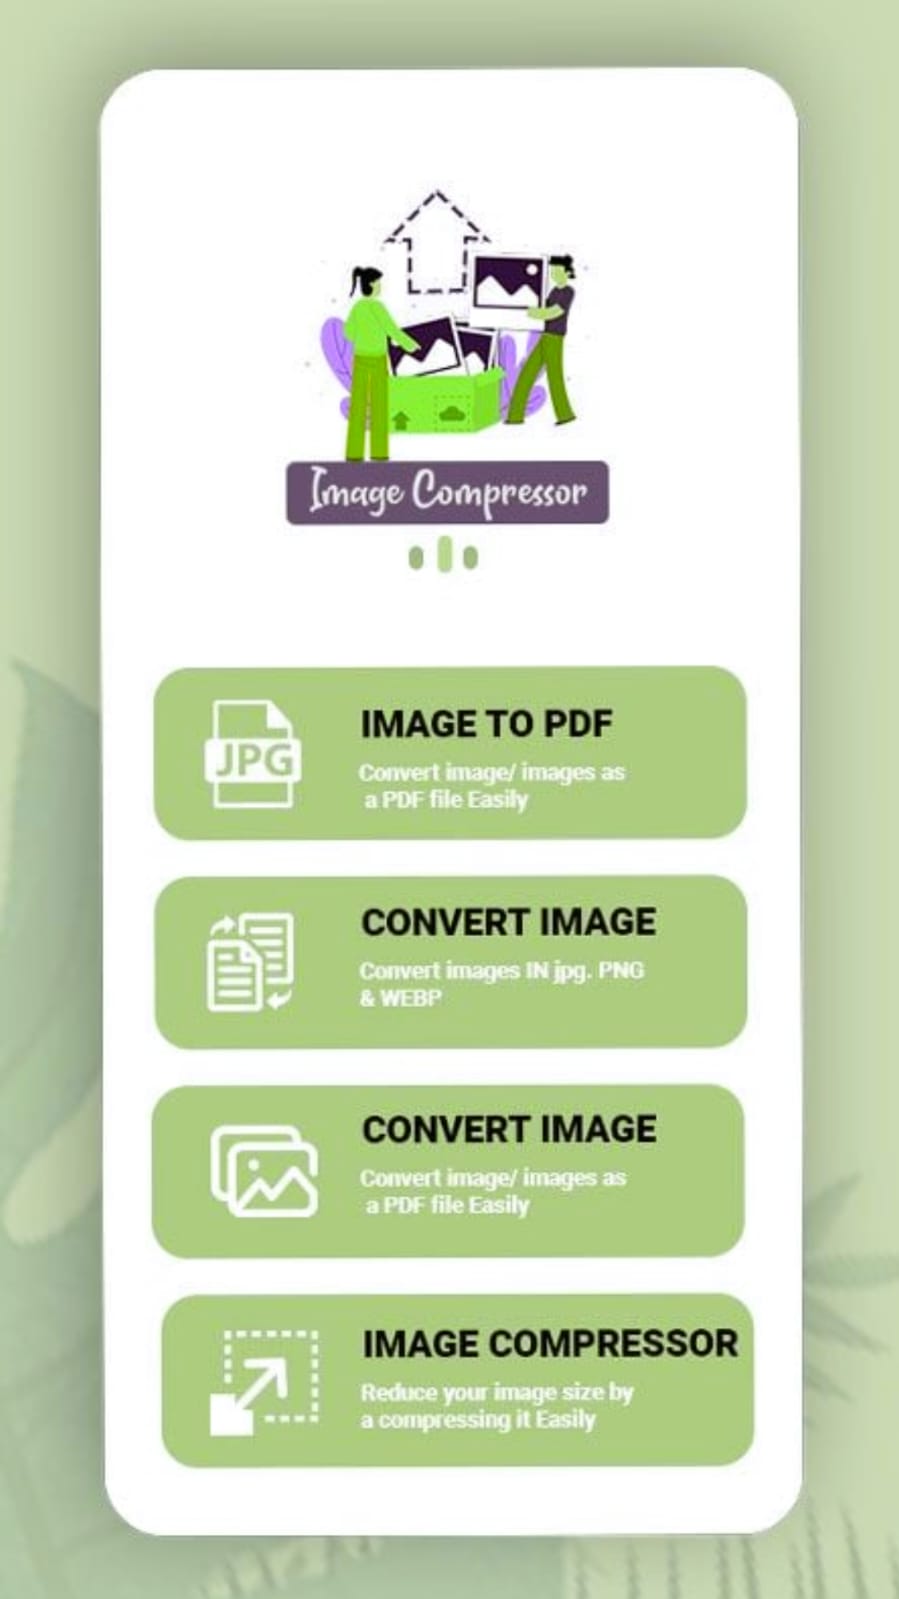 Image Compressor
JPG
IMAGE TO PDF
Convert image/ images as
a PDF file Easily
CONVERT IMAGE
Convert images IN jpg. PNG
& WEBP
CONVERT IMAGE
Convert image/ images as
a PDF file Easily
IMAGE COMPRESSOR
Reduce your image size by
a compressing it Easily